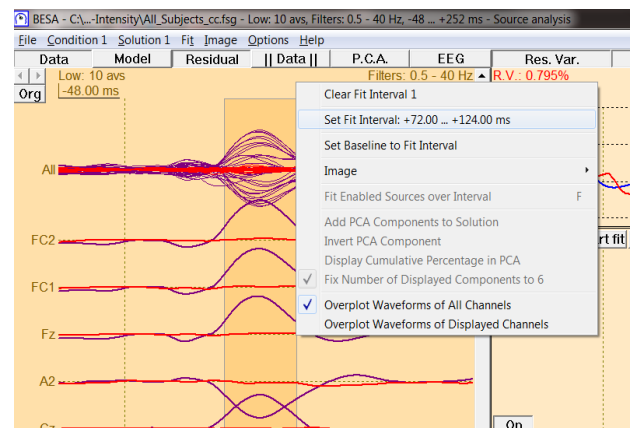 BESA - C:\...-Intensity\All_Subjects_cc.fsg - Low: 10 avs, Filters: 0.5 - 40 Hz, -48 ... +252 ms - Source analysis
File Condition 1 Solution 1 Fit Image Options Help
Data Model Residual || Data || P.C.A. EEG Res. Var.
Low: 10 avs Filters: 0.5 - 40 Hz R.V.: 0.795%
Org -48.00 ms
Clear Fit Interval 1
Set Fit Interval: +72.00 ... +124.00 ms
Set Baseline to Fit Interval
All Image
Fit Enabled Sources over Interval F
Add PCA Components to Solution
FC2 Invert PCA Component rt fit
Display Cumulative Percentage in PCA
Fix Number of Displayed Components to 6
FC1
Overplot Waveforms of All Channels
Overplot Waveforms of Displayed Channels
Fz
A2
Cz
On